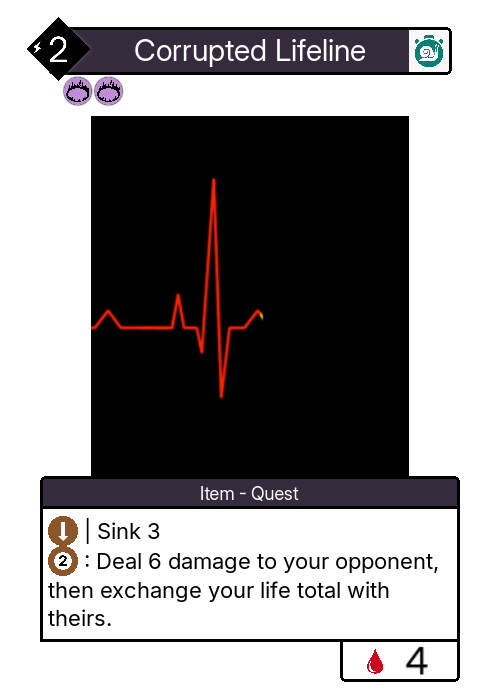 2 Corrupted Lifeline
Item - Quest
| Sink 3
2 : Deal 6 damage to your opponent,
then exchange your life total with
theirs.
4